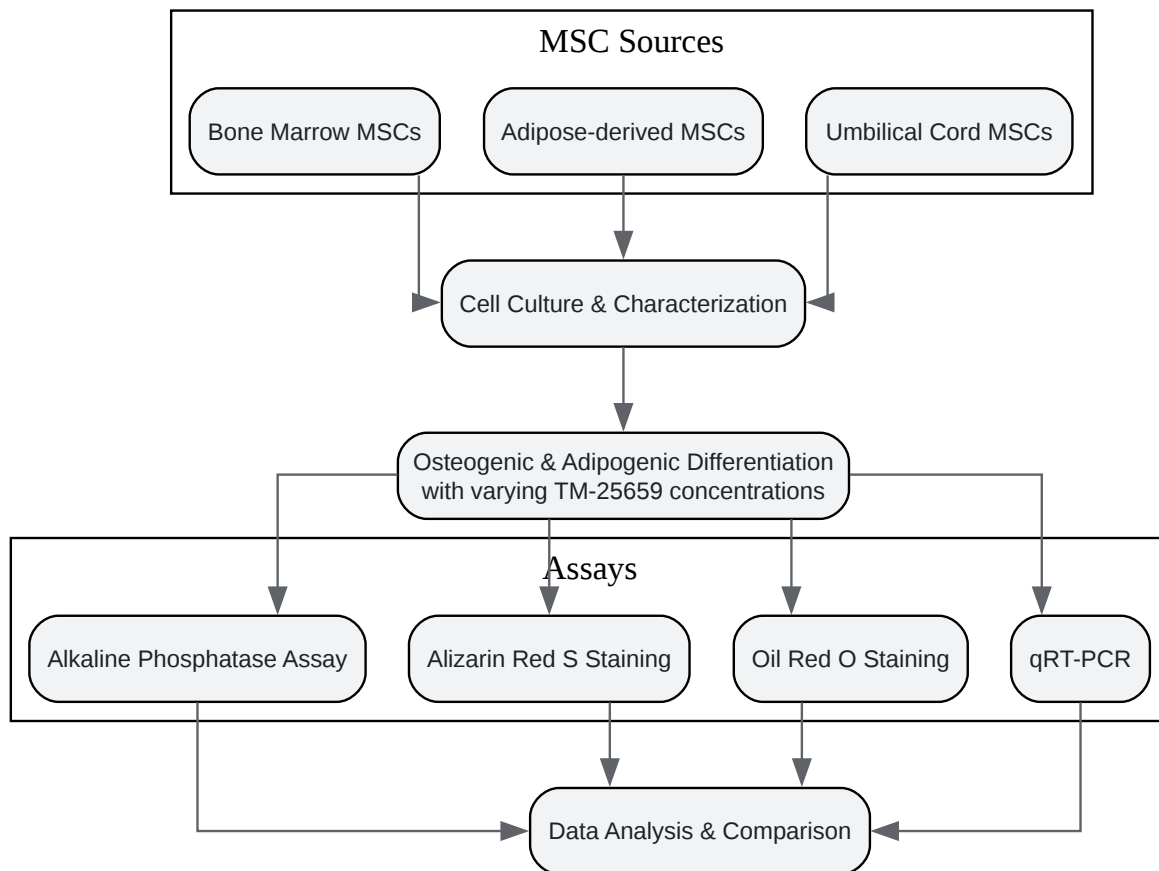 MSC Sources
Bone Marrow MSCs
Adipose-derived MSCs
Umbilical Cord MSCs
Cell Culture & Characterization
Osteogenic & Adipogenic Differentiation
with varying TM-25659 concentrations
Assays
Alkaline Phosphatase Assay
Alizarin Red S Staining
Oil Red O Staining
qRT-PCR
Data Analysis & Comparison